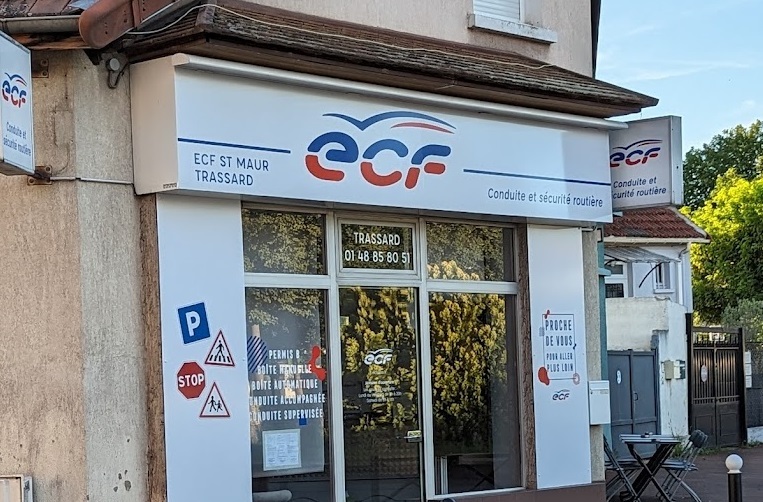 ecf
Conduite et
sécurité routière
ECF ST MAUR
TRASSARD
ecf
Conduite et sécurité routière
ecf
Conduite et
sécurité routière
TRASSARD
01 48 85 80 51
P
STOP
PERMIS B
BOÎTE MANUELLE
BOITE AUTOMATIQUE
CONDUITE ACCOMPAGNÉE
CONDUITE SUPERVISÉE
ecf
PROCHE
DE VOUS
POUR ALLER
PLUS LOIN
ecf